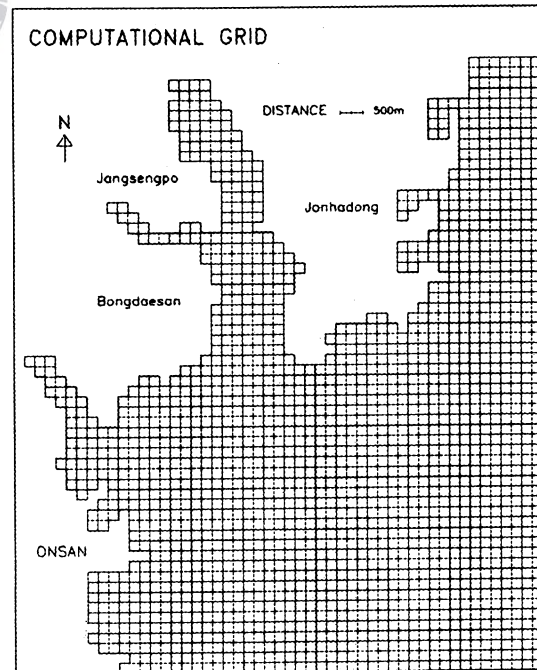 COMPUTATIONAL GRID
DISTANCE 500m
N
Jangsengpo
Jonhadong
Bongdaesan
ONSAN